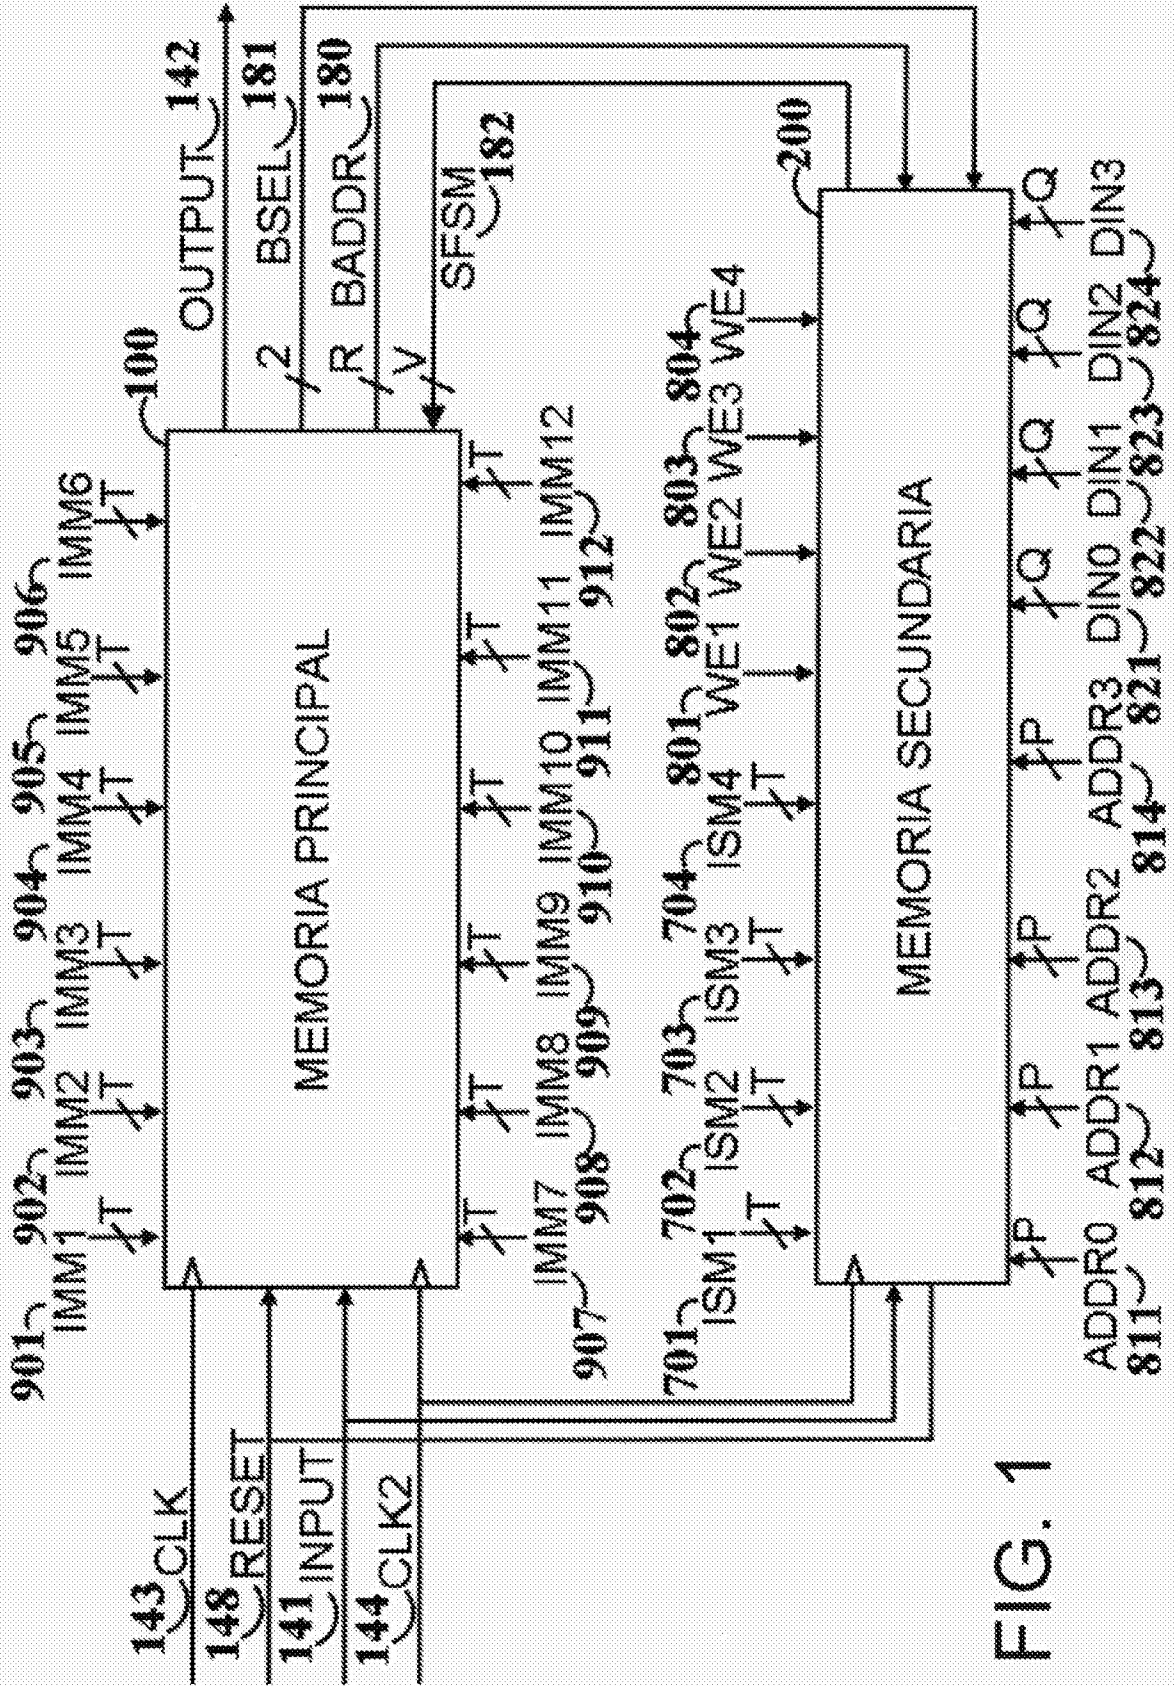 901 902 903 904 905 906
IMM1 IMM2 IMM3 IMM4 IMM5 IMM6
T T T T T T
100
143 CLK
148 RESET
141 INPUT
144 CLK2
MEMORIA PRINCIPAL
OUTPUT 142
2 BSEL 181
R BADDR 180
V
SFSM 182
T T T T T T
IMM7 IMM8 IMM9 IMM10 IMM11 IMM12
907 908 909 910 911 912
701 702 703 704 801 802 803 804
ISM1 ISM2 ISM3 ISM4 WE1 WE2 WE3 WE4
T T T T
200
MEMORIA SECUNDARIA
P P P P Q Q Q Q
ADDR0 ADDR1 ADDR2 ADDR3 DIN0 DIN1 DIN2 DIN3
811 812 813 814 821 822 823 824
FIG. 1